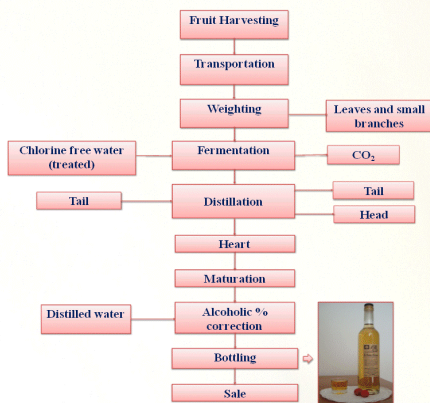 Fruit Harvesting
Transportation
Weighting
Leaves and small
branches
Chlorine free water
(treated)
Fermentation
CO₂
Tail
Distillation
Tail
Head
Heart
Maturation
Distilled water
Alcoholic %
correction
Bottling
Sale